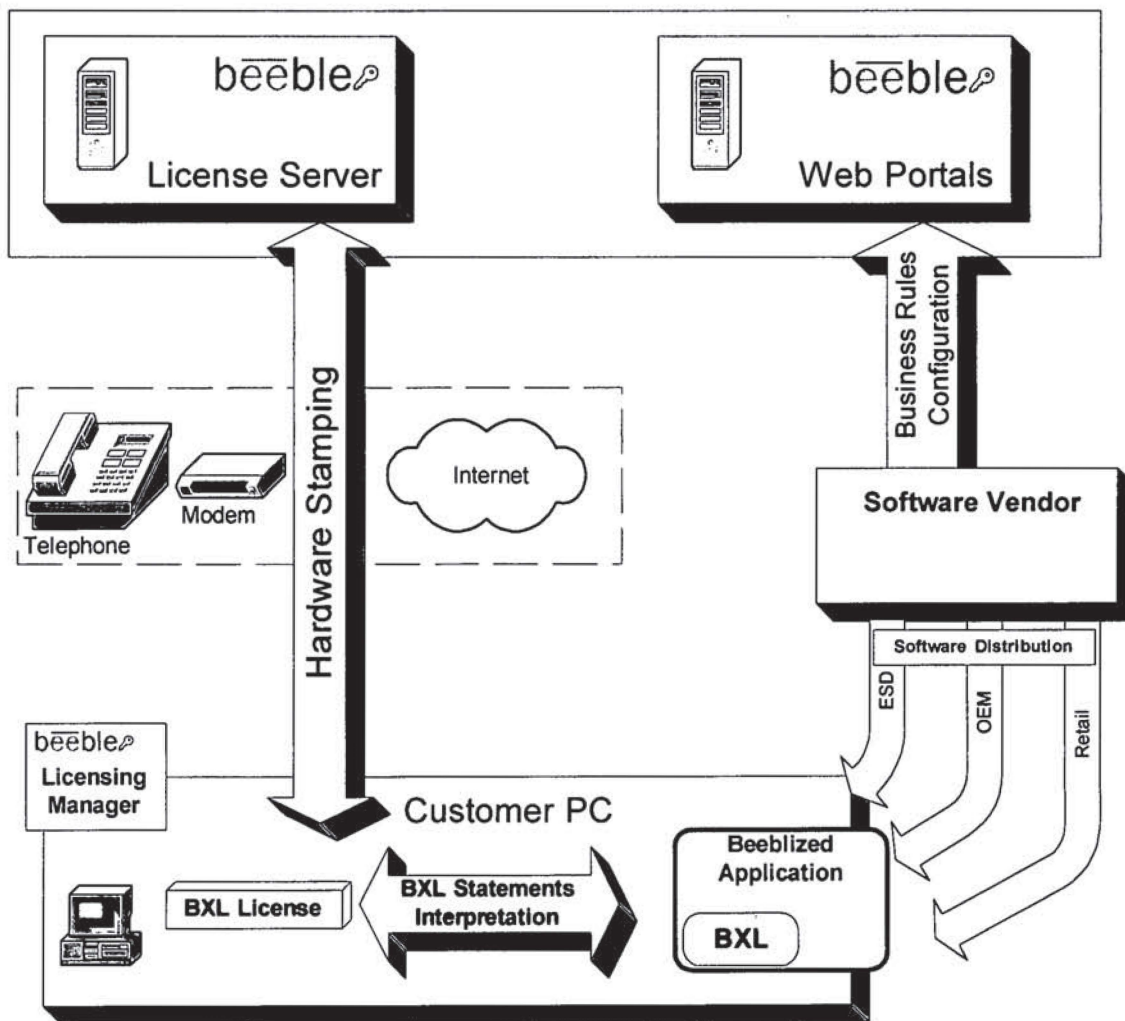 beeble
License Server
beeble
Web Portals
Hardware Stamping
Business Rules
Configuration
Telephone
Modem
Internet
Software Vendor
Software Distribution
ESD
OEM
Retail
beeble
Licensing
Manager
Customer PC
BXL License
BXL Statements
Interpretation
Beeblized
Application
BXL